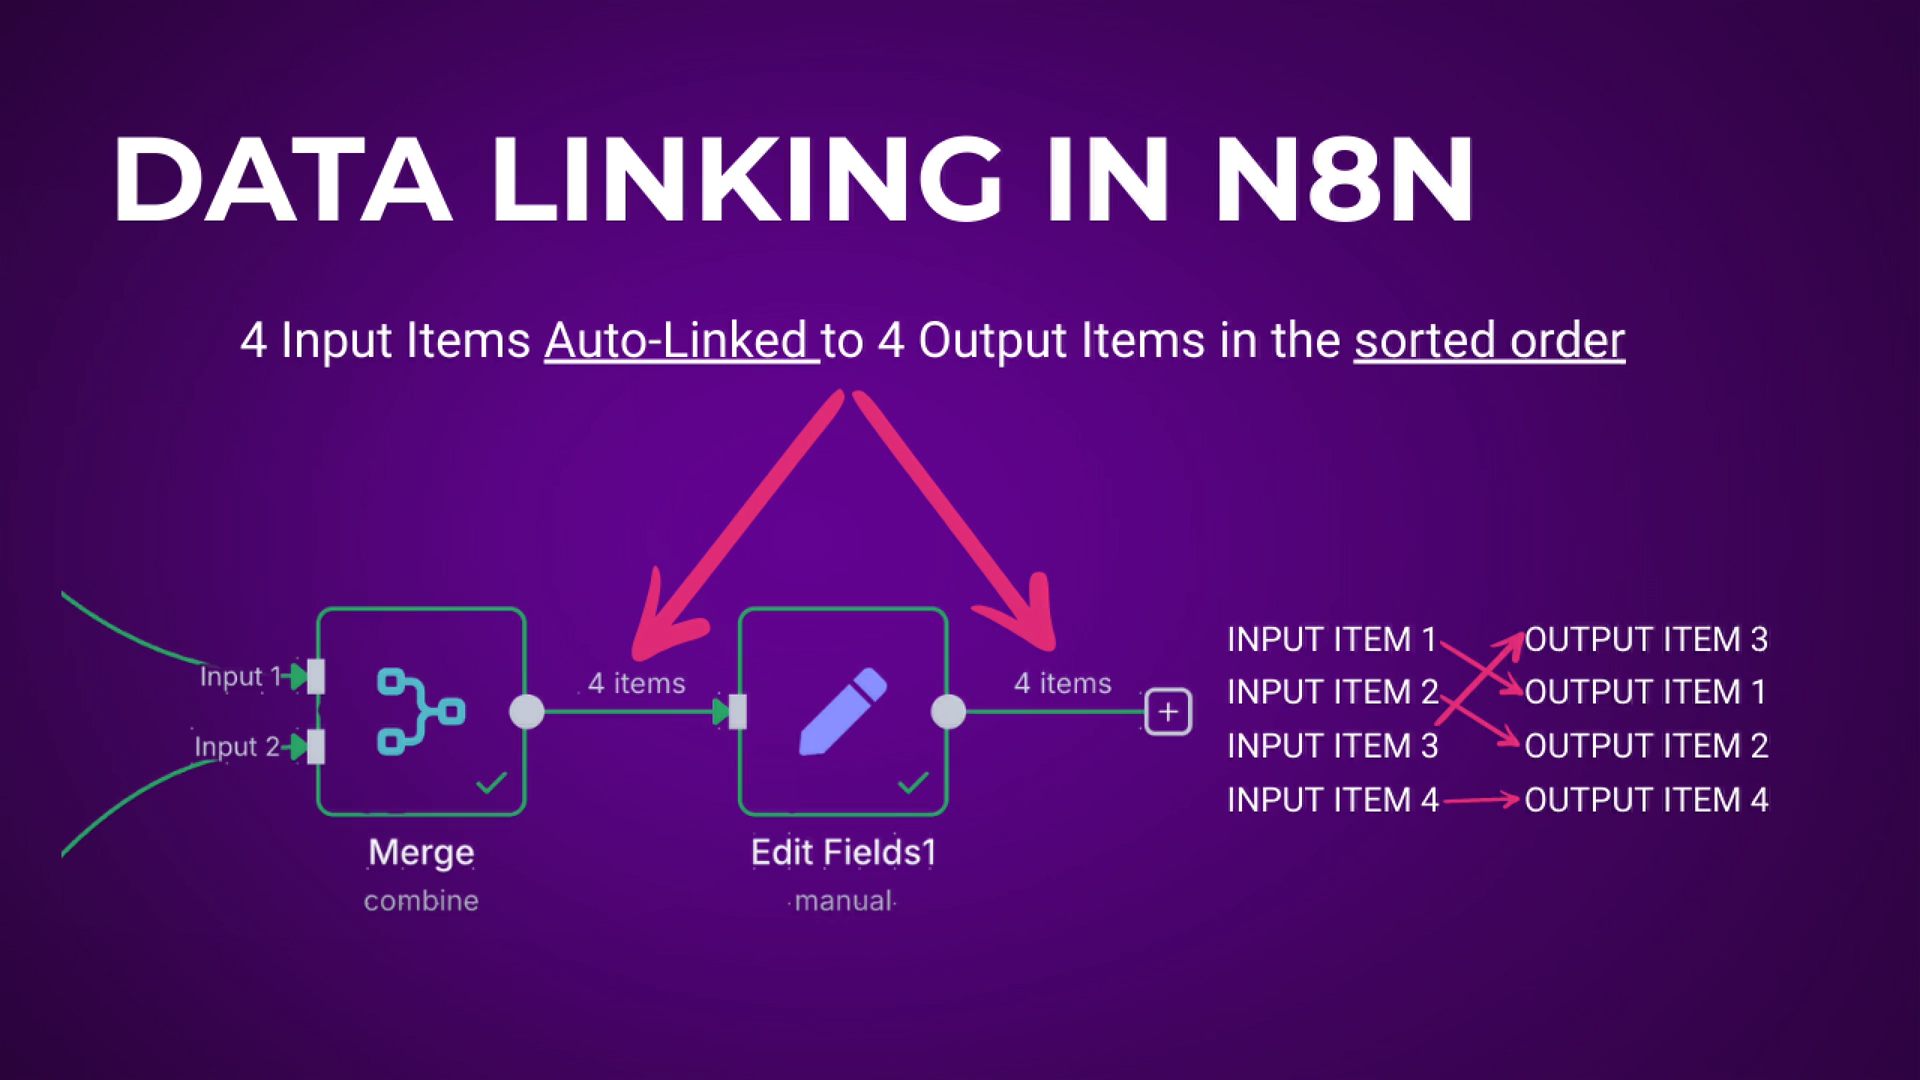 DATA LINKING IN N8N
4 Input Items Auto-Linked to 4 Output Items in the sorted order
Input 1
Input 2
4 items
4 items
Merge
combine
Edit Fields1
manual
INPUT ITEM 1 OUTPUT ITEM 3
INPUT ITEM 2 OUTPUT ITEM 1
INPUT ITEM 3 OUTPUT ITEM 2
INPUT ITEM 4 OUTPUT ITEM 4